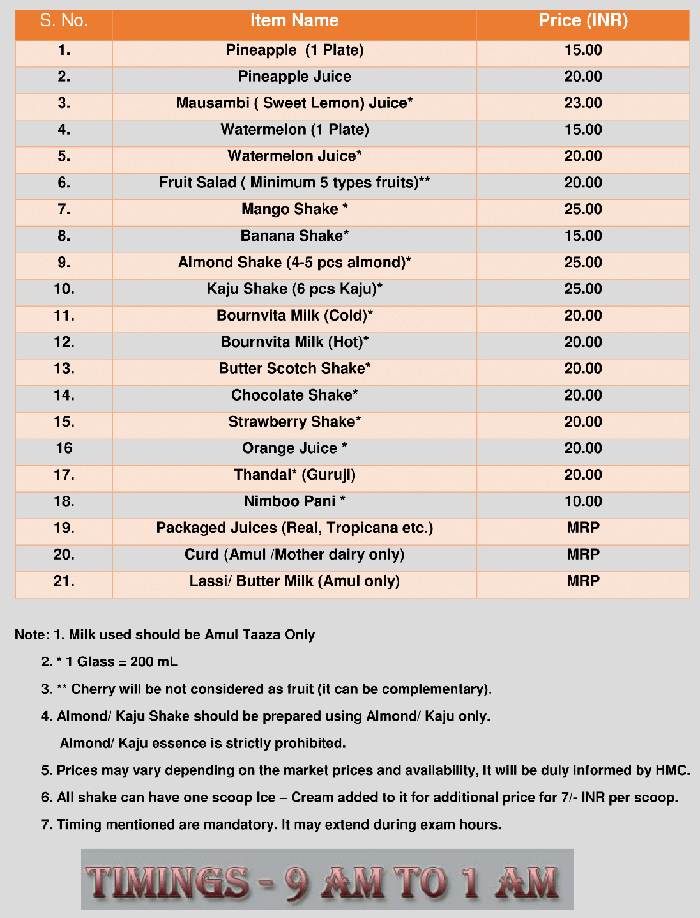 S. No. Item Name Price (INR)
1. Pineapple (1 Plate) 15.00
2. Pineapple Juice 20.00
3. Mausambi ( Sweet Lemon) Juice* 23.00
4. Watermelon (1 Plate) 15.00
5. Watermelon Juice* 20.00
6. Fruit Salad ( Minimum 5 types fruits)** 20.00
7. Mango Shake * 25.00
8. Banana Shake* 15.00
9. Almond Shake (4-5 pcs almond)* 25.00
10. Kaju Shake (6 pcs Kaju)* 25.00
11. Bournvita Milk (Cold)* 20.00
12. Bournvita Milk (Hot)* 20.00
13. Butter Scotch Shake* 20.00
14. Chocolate Shake* 20.00
15. Strawberry Shake* 20.00
16 Orange Juice * 20.00
17. Thandai* (Guruji) 20.00
18. Nimboo Pani * 10.00
19. Packaged Juices (Real, Tropicana etc.) MRP
20. Curd (Amul /Mother dairy only) MRP
21. Lassi/ Butter Milk (Amul only) MRP
Note: 1. Milk used should be Amul Taaza Only
2. * 1 Glass = 200 mL
3. ** Cherry will be not considered as fruit (it can be complementary).
4. Almond/ Kaju Shake should be prepared using Almond/ Kaju only.
Almond/ Kaju essence is strictly prohibited.
5. Prices may vary depending on the market prices and availability, It will be duly informed by HMC.
6. All shake can have one scoop Ice – Cream added to it for additional price for 7/- INR per scoop.
7. Timing mentioned are mandatory. It may extend during exam hours.
TIMINGS - 9 AM TO 1 AM